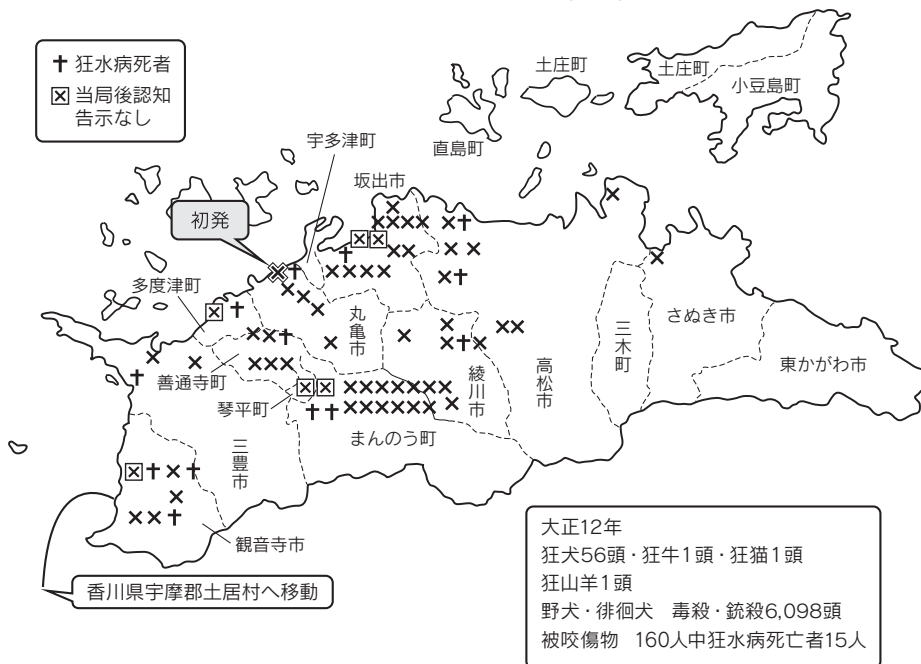 ✝ 狂水病死者
☒ 当局後認知
告示なし
土庄町
土庄町
小豆島町
直島町
宇多津町
坂出市
初発
多度津町
丸亀市
さぬき市
三木町
東かがわ市
善通寺町
綾川市
高松市
琴平町
まんのう町
三豊市
観音寺市
香川県宇摩郡土居村へ移動
大正12年
狂犬56頭・狂牛1頭・狂猫1頭
狂山羊1頭
野犬・徘徊犬　毒殺・銃殺6,098頭
被咬傷物　160人中狂水病死亡者15人